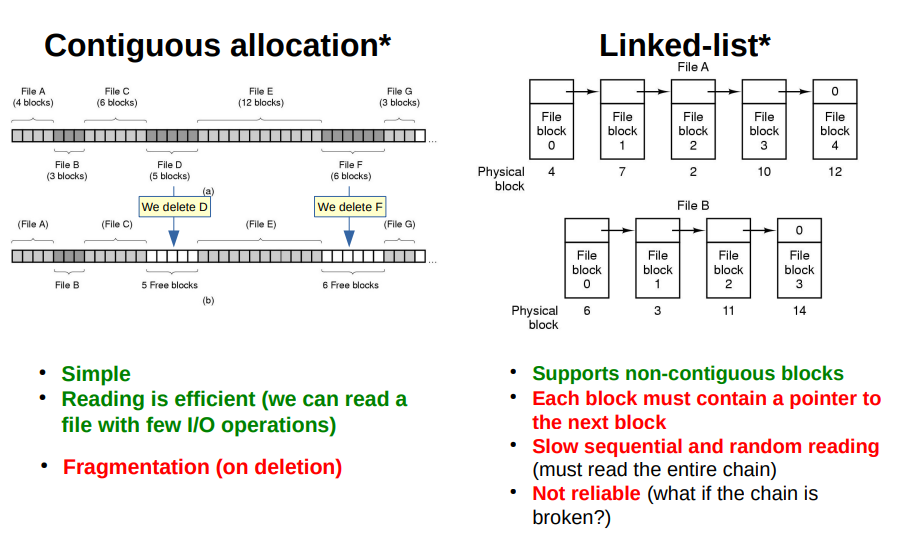 Contiguous allocation*
File A
(4 blocks)
File C
(6 blocks)
File E
(12 blocks)
File G
(3 blocks)
...
File B
(3 blocks)
File D
(5 blocks)
File F
(6 blocks)
(a)
We delete D
We delete F
(File A)
(File C)
(File E)
(File G)
...
File B
5 Free blocks
6 Free blocks
(b)
• Simple
• Reading is efficient (we can read a
file with few I/O operations)
• Fragmentation (on deletion)
Linked-list*
File A
0
File
block
0
File
block
1
File
block
2
File
block
3
File
block
4
Physical
block
4 7 2 10 12
File B
0
File
block
0
File
block
1
File
block
2
File
block
3
Physical
block
6 3 11 14
• Supports non-contiguous blocks
• Each block must contain a pointer to
the next block
• Slow sequential and random reading
(must read the entire chain)
• Not reliable (what if the chain is
broken?)